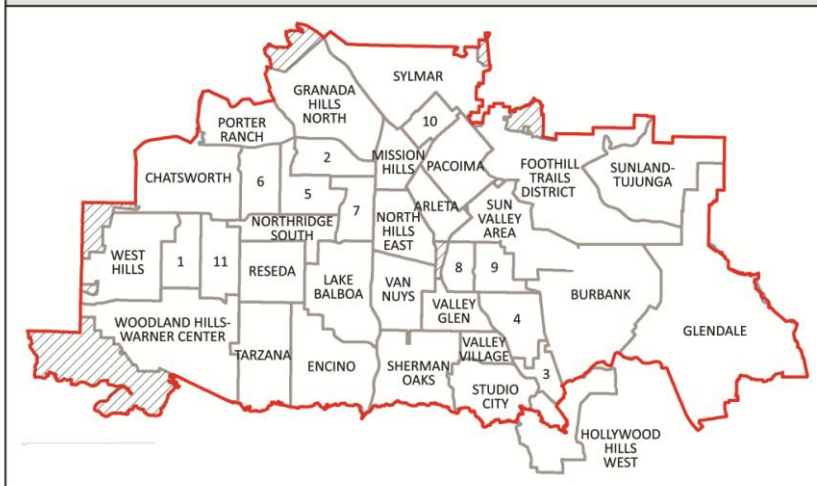 SYLMAR
GRANADA
HILLS
NORTH
PORTER
RANCH
10
2
MISSION
HILLS
PACOIMA
FOOTHILL
TRAILS
DISTRICT
SUNLAND-
TUJUNGA
CHATSWORTH
6
5
7
ARLETA
SUN
VALLEY
AREA
NORTHRIDGE
SOUTH
NORTH
HILLS
EAST
WEST
HILLS
1
11
RESEDA
LAKE
BALBOA
VAN
NUYS
8
9
BURBANK
GLENDALE
VALLEY
GLEN
4
WOODLAND HILLS-
WARNER CENTER
TARZANA
ENCINO
SHERMAN
OAKS
VALLEY
VILLAGE
3
STUDIO
CITY
HOLLYWOOD
HILLS
WEST